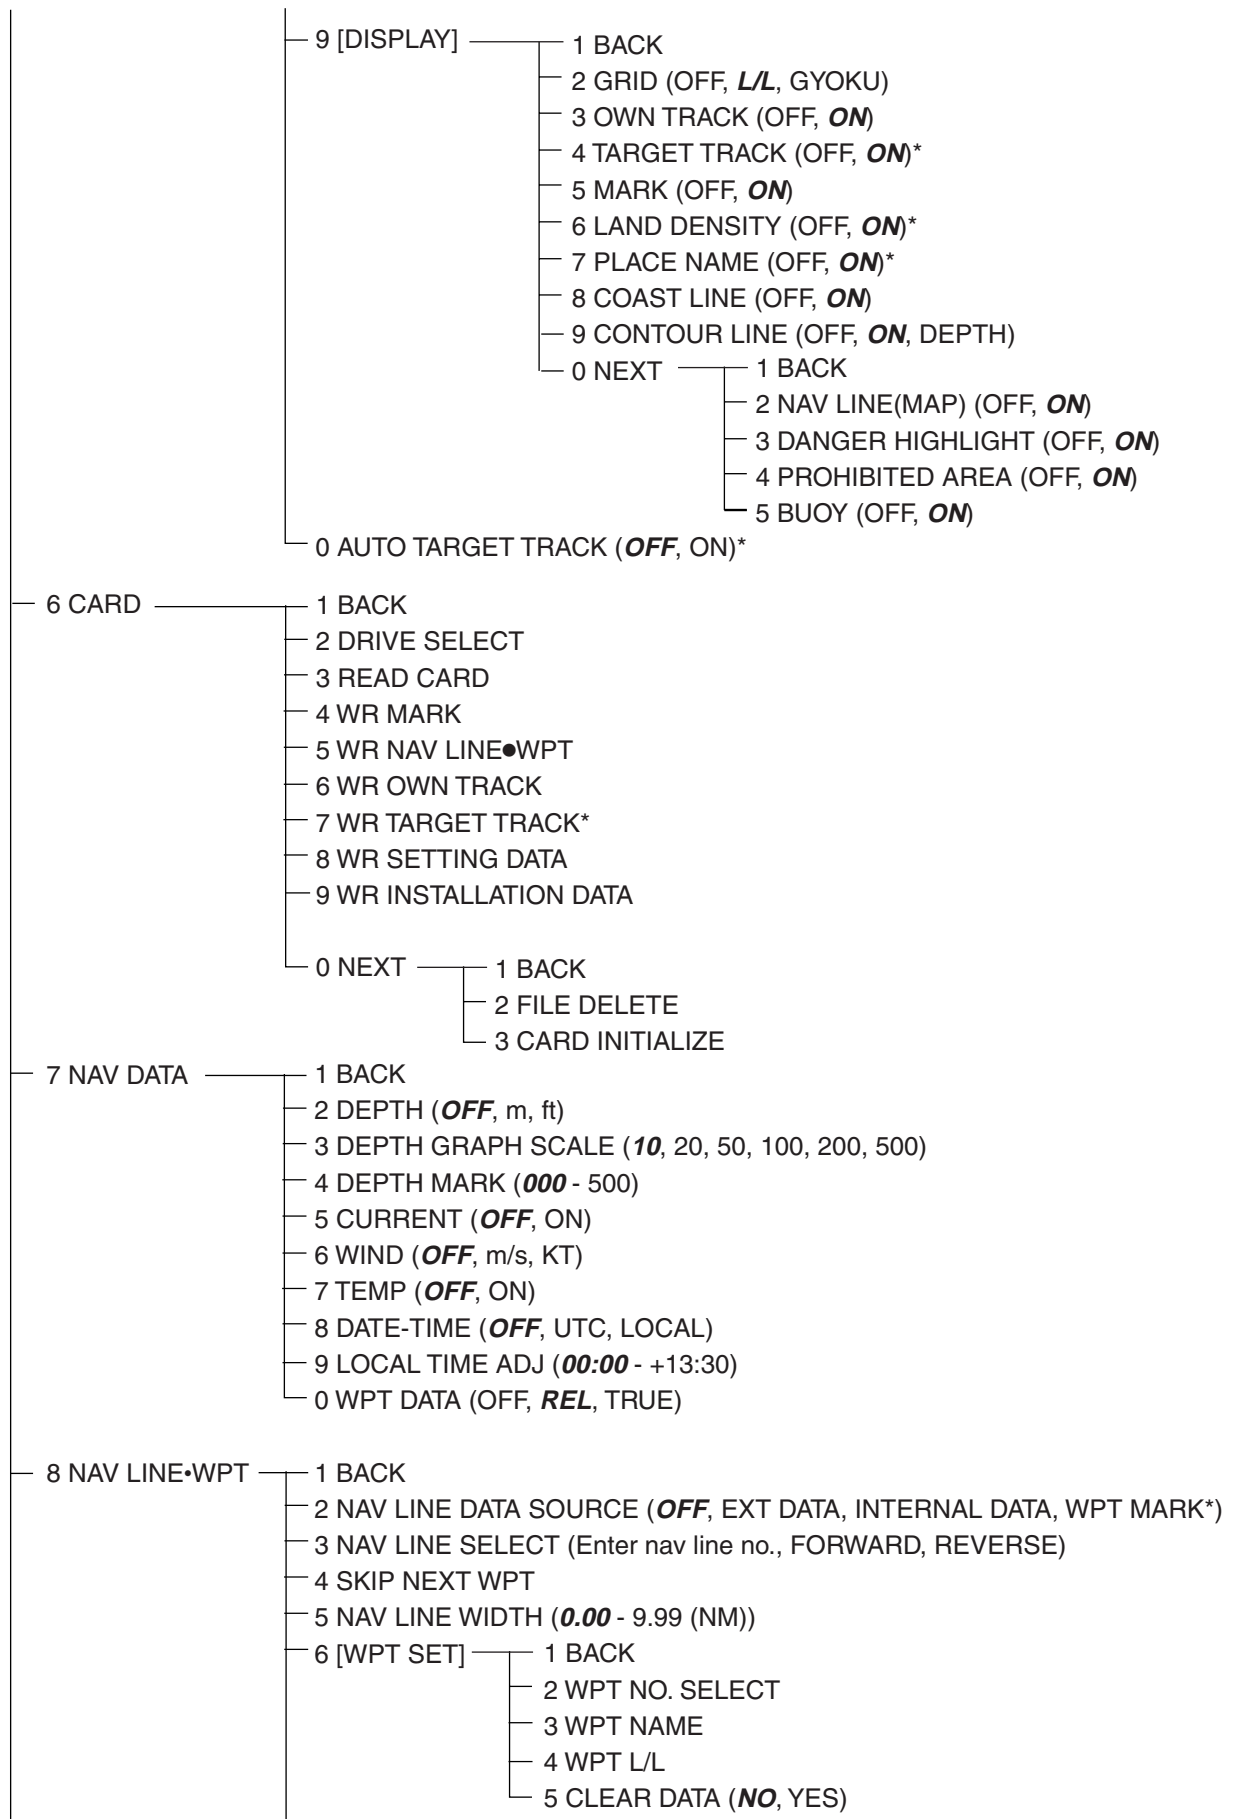 9 [DISPLAY]
1 BACK
2 GRID (OFF, L/L, GYOKU)
3 OWN TRACK (OFF, ON)
4 TARGET TRACK (OFF, ON)*
5 MARK (OFF, ON)
6 LAND DENSITY (OFF, ON)*
7 PLACE NAME (OFF, ON)*
8 COAST LINE (OFF, ON)
9 CONTOUR LINE (OFF, ON, DEPTH)
0 NEXT
1 BACK
2 NAV LINE(MAP) (OFF, ON)
3 DANGER HIGHLIGHT (OFF, ON)
4 PROHIBITED AREA (OFF, ON)
5 BUOY (OFF, ON)
0 AUTO TARGET TRACK (OFF, ON)*
6 CARD
1 BACK
2 DRIVE SELECT
3 READ CARD
4 WR MARK
5 WR NAV LINE●WPT
6 WR OWN TRACK
7 WR TARGET TRACK*
8 WR SETTING DATA
9 WR INSTALLATION DATA
0 NEXT
1 BACK
2 FILE DELETE
3 CARD INITIALIZE
7 NAV DATA
1 BACK
2 DEPTH (OFF, m, ft)
3 DEPTH GRAPH SCALE (10, 20, 50, 100, 200, 500)
4 DEPTH MARK (000 - 500)
5 CURRENT (OFF, ON)
6 WIND (OFF, m/s, KT)
7 TEMP (OFF, ON)
8 DATE-TIME (OFF, UTC, LOCAL)
9 LOCAL TIME ADJ (00:00 - +13:30)
0 WPT DATA (OFF, REL, TRUE)
8 NAV LINE•WPT
1 BACK
2 NAV LINE DATA SOURCE (OFF, EXT DATA, INTERNAL DATA, WPT MARK*)
3 NAV LINE SELECT (Enter nav line no., FORWARD, REVERSE)
4 SKIP NEXT WPT
5 NAV LINE WIDTH (0.00 - 9.99 (NM))
6 [WPT SET]
1 BACK
2 WPT NO. SELECT
3 WPT NAME
4 WPT L/L
5 CLEAR DATA (NO, YES)